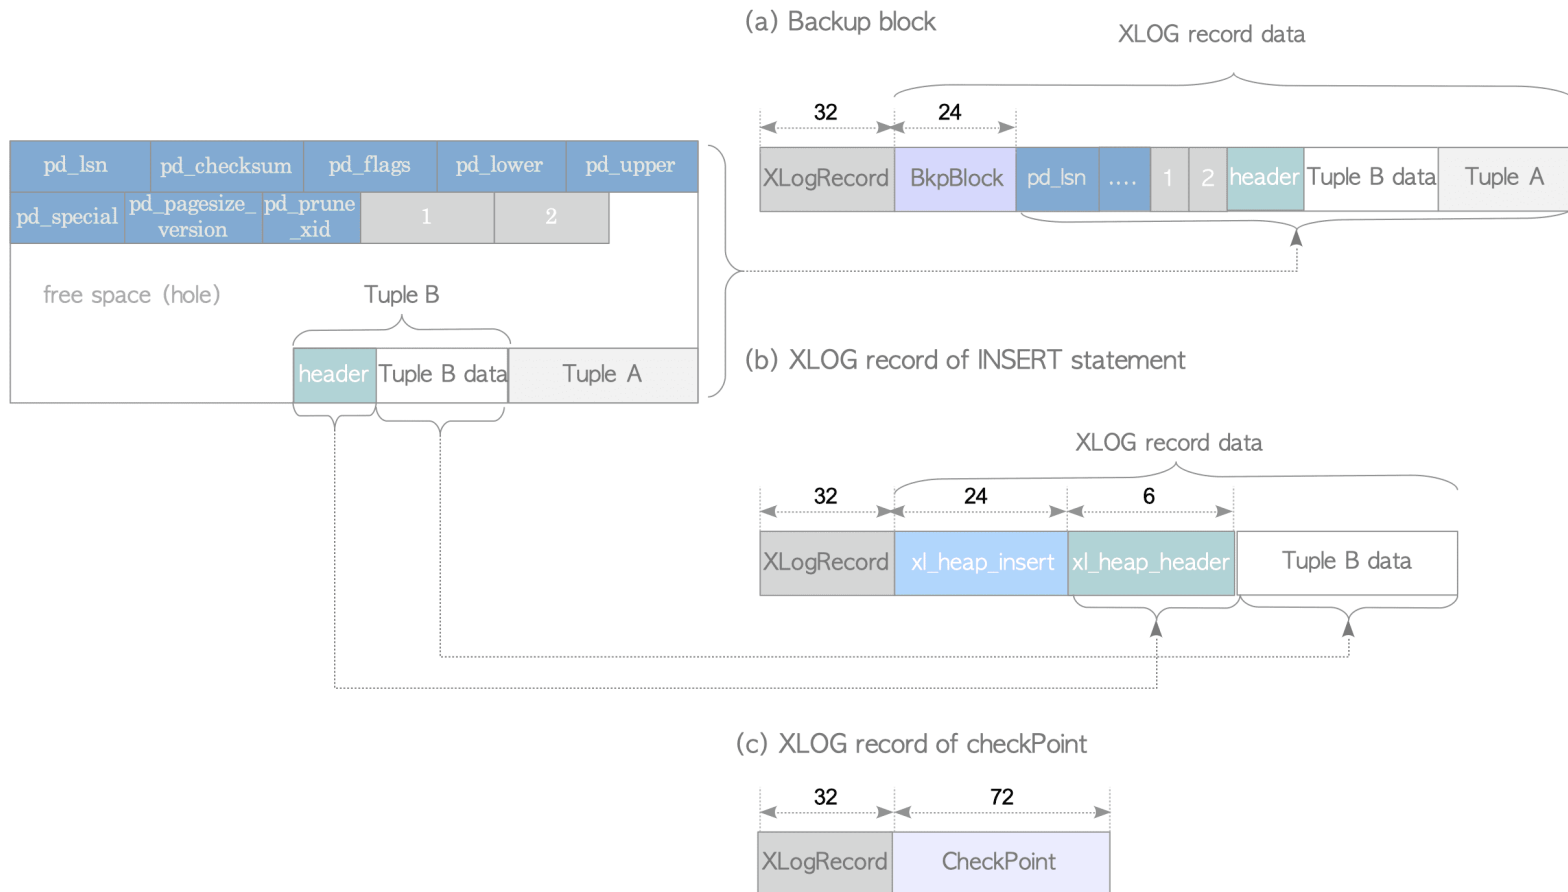 (a) Backup block
XLOG record data
32 24
XLogRecord BkpBlock pd_lsn .... 1 2 header Tuple B data Tuple A
pd_lsn pd_checksum pd_flags pd_lower pd_upper
pd_special pd_pagesize_ version pd_prune _xid 1 2
free space (hole)
Tuple B
header Tuple B data Tuple A
(b) XLOG record of INSERT statement
XLOG record data
32 24 6
XLogRecord xl_heap_insert xl_heap_header Tuple B data
(c) XLOG record of checkPoint
32 72
XLogRecord CheckPoint